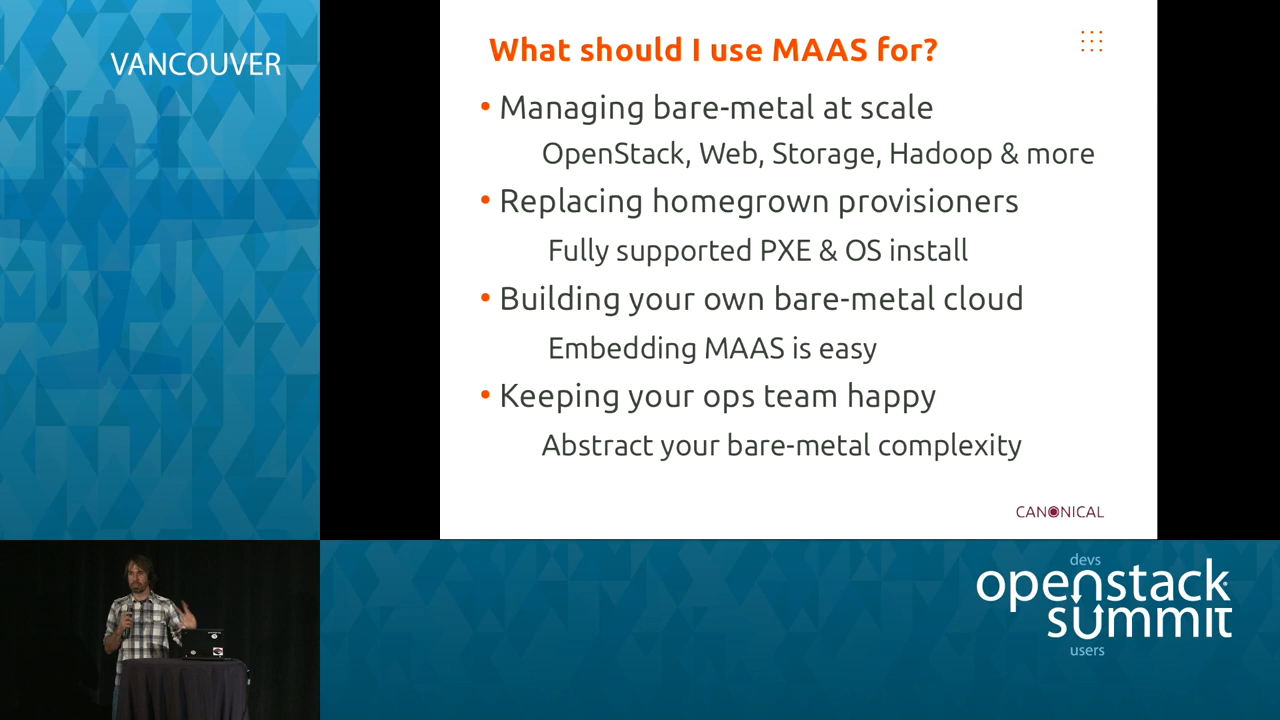 VANCOUVER
What should I use MAAS for?
• Managing bare-metal at scale
OpenStack, Web, Storage, Hadoop & more
• Replacing homegrown provisioners
Fully supported PXE & OS install
• Building your own bare-metal cloud
Embedding MAAS is easy
• Keeping your ops team happy
Abstract your bare-metal complexity
CANONICAL
devs
openstack
summit
users